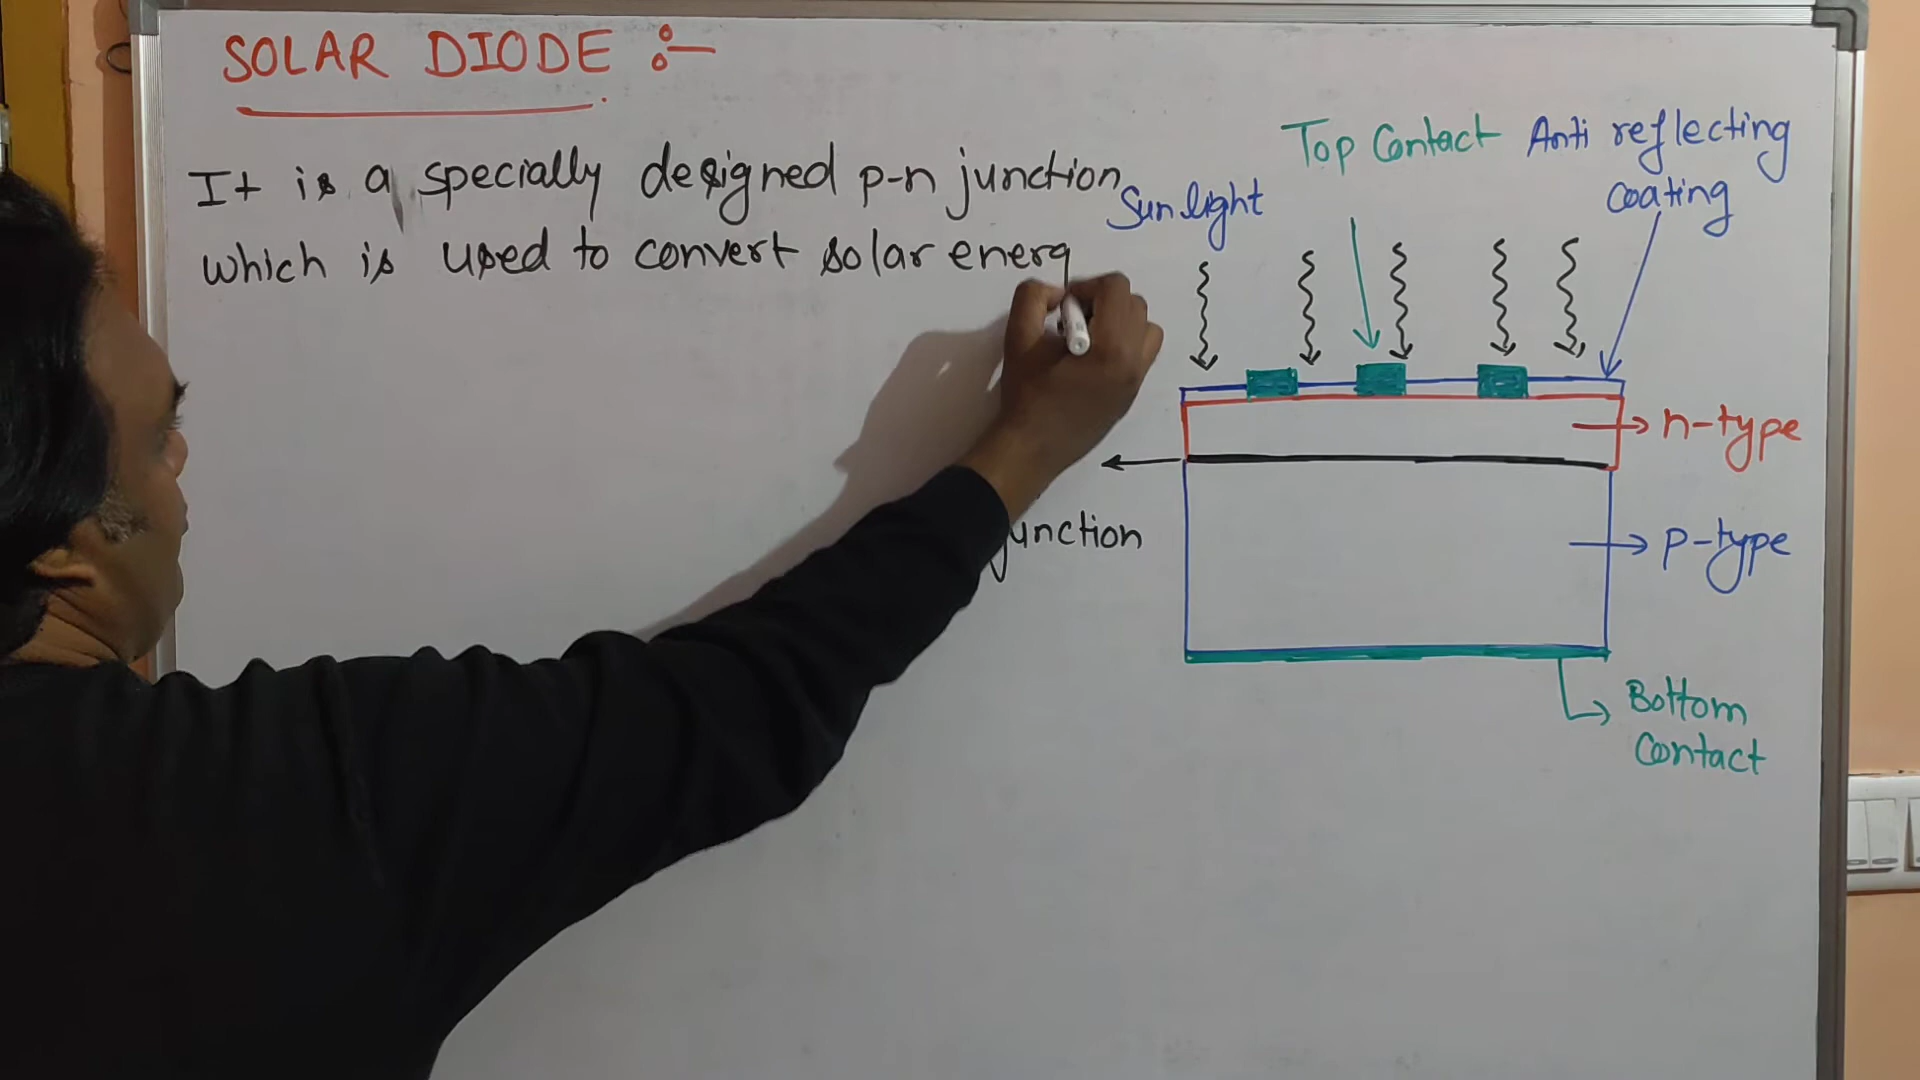 SOLAR DIODE :-
It is a specially designed p-n junction
which is used to convert solar energ
Sunlight
Top Contact
Anti reflecting
coating
n-type
junction
p-type
Bottom
Contact